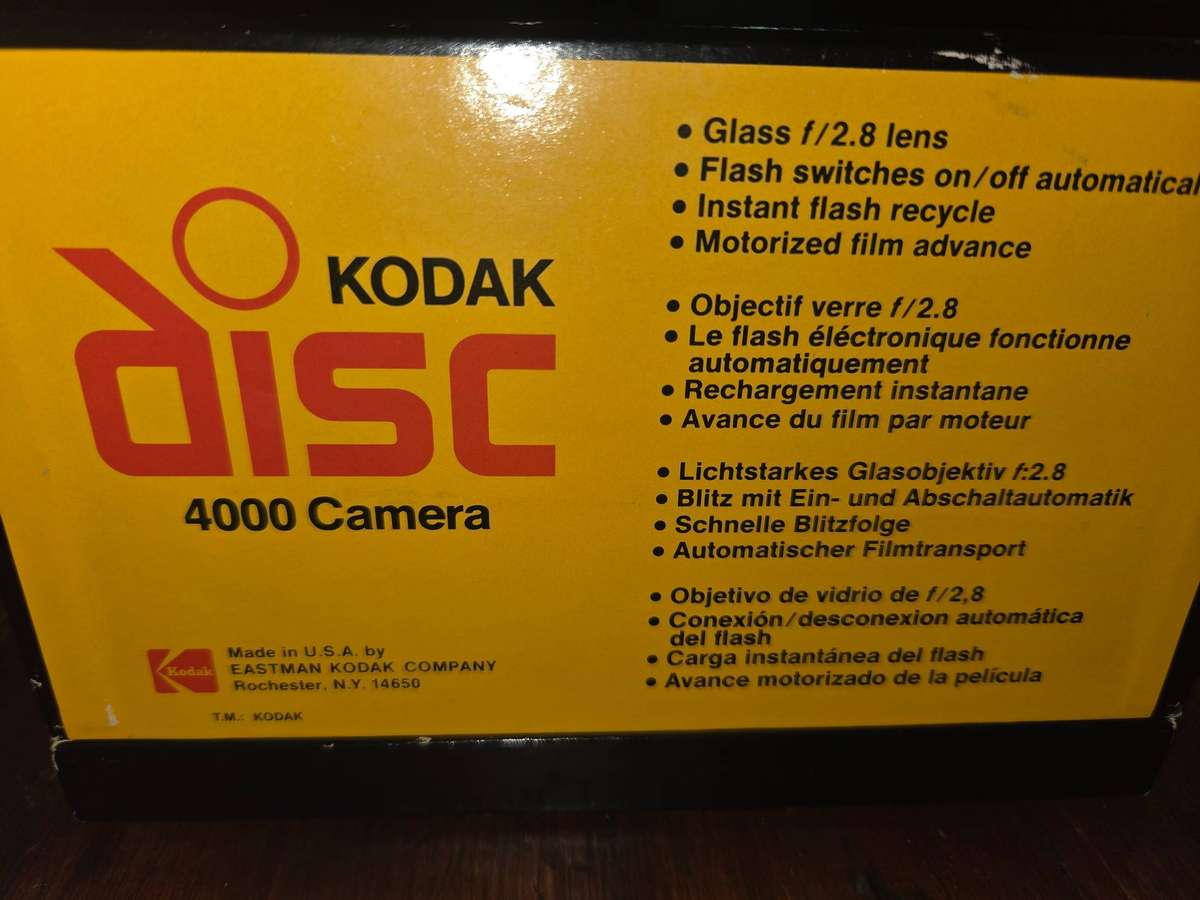 KODAK
disc
4000 Camera
Kodak
Made in U.S.A. by
EASTMAN KODAK COMPANY
Rochester, N.Y. 14650
T.M.: KODAK
• Glass f/2.8 lens
• Flash switches on/off automatical
• Instant flash recycle
• Motorized film advance
• Objectif verre f/2.8
• Le flash éléctronique fonctionne
automatiquement
• Rechargement instantane
• Avance du film par moteur
• Lichtstarkes Glasobjektiv f:2.8
• Blitz mit Ein- und Abschaltautomatik
• Schnelle Blitzfolge
• Automatischer Filmtransport
• Objetivo de vidrio de f/2,8
• Conexión/desconexion automática
del flash
• Carga instantánea del flash
• Avance motorizado de la película